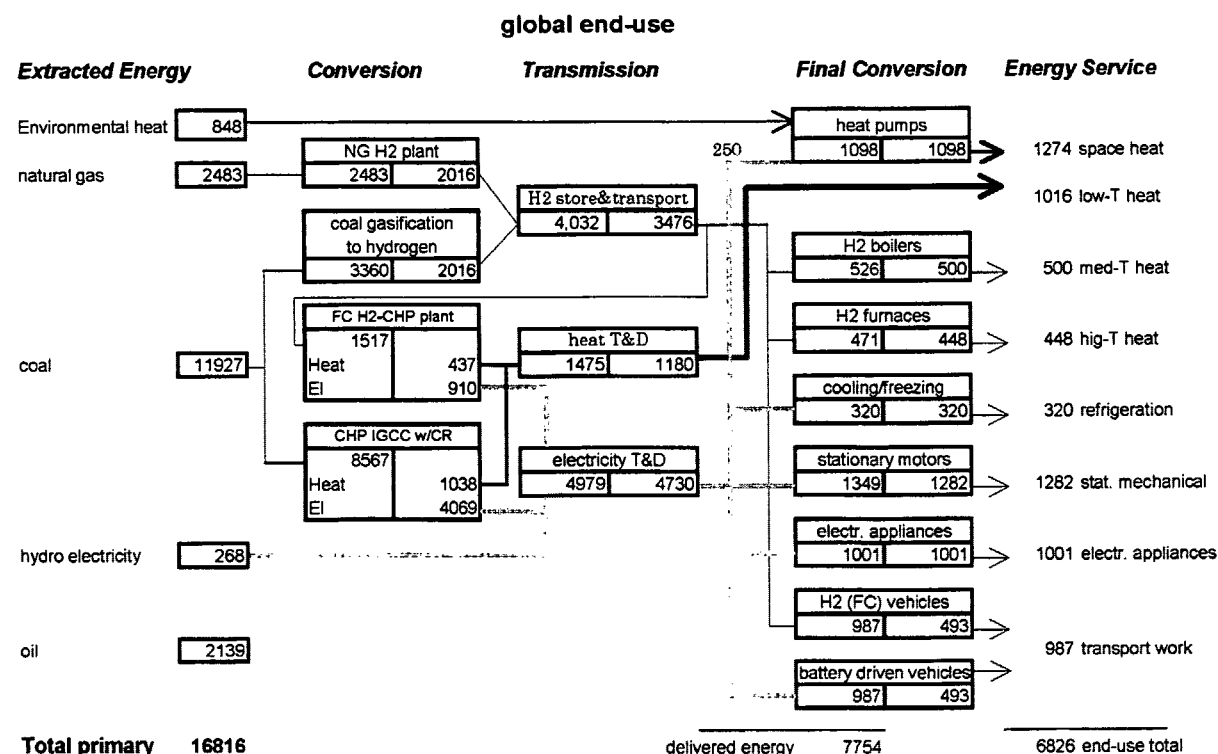 global end-use
Extracted Energy Conversion Transmission Final Conversion Energy Service
Environmental heat 848
heat pumps
250 1098 1098 1274 space heat
NG H2 plant
natural gas 2483 2483 2016
1016 low-T heat
H2 store&transport
4,032 3476
coal gasification
to hydrogen
3360 2016
H2 boilers
526 500 500 med-T heat
FC H2-CHP plant
1517
Heat 437
El 910
H2 furnaces
471 448 448 hig-T heat
heat T&D
1475 1180
coal 11927
cooling/freezing
320 320 320 refrigeration
CHP IGCC w/CR
8567
Heat 1038
El 4069
electricity T&D
4979 4730
stationary motors
1349 1282 1282 stat. mechanical
electr. appliances
1001 1001 1001 electr. appliances
hydro electricity 268
H2 (FC) vehicles
987 493
987 transport work
oil 2139
battery driven vehicles
987 493
Total primary 16816 delivered energy 7754 6826 end-use total